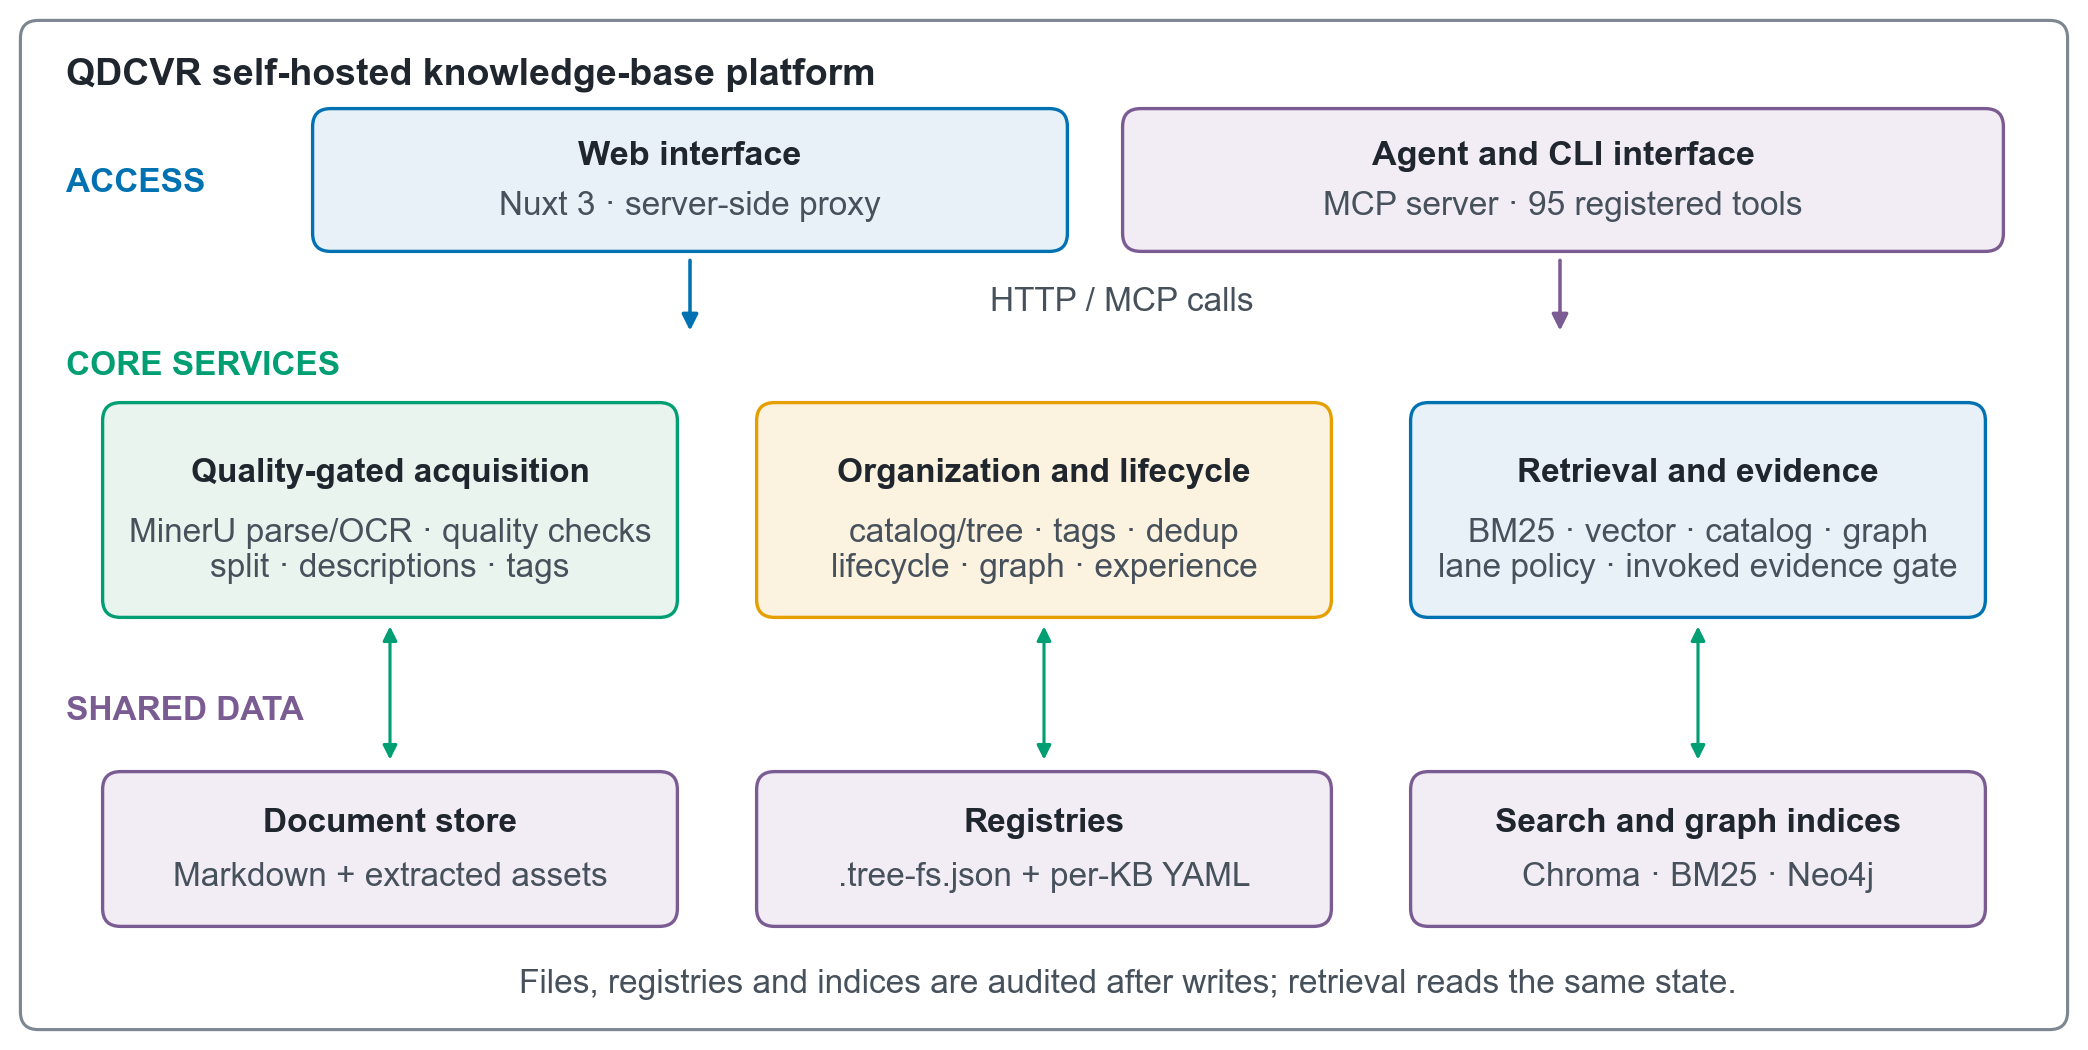 QDCVR self-hosted knowledge-base platform
ACCESS
Web interface
Nuxt 3 · server-side proxy
Agent and CLI interface
MCP server · 95 registered tools
HTTP / MCP calls
CORE SERVICES
Quality-gated acquisition
MinerU parse/OCR · quality checks
split · descriptions · tags
Organization and lifecycle
catalog/tree · tags · dedup
lifecycle · graph · experience
Retrieval and evidence
BM25 · vector · catalog · graph
lane policy · invoked evidence gate
SHARED DATA
Document store
Markdown + extracted assets
Registries
.tree-fs.json + per-KB YAML
Search and graph indices
Chroma · BM25 · Neo4j
Files, registries and indices are audited after writes; retrieval reads the same state.